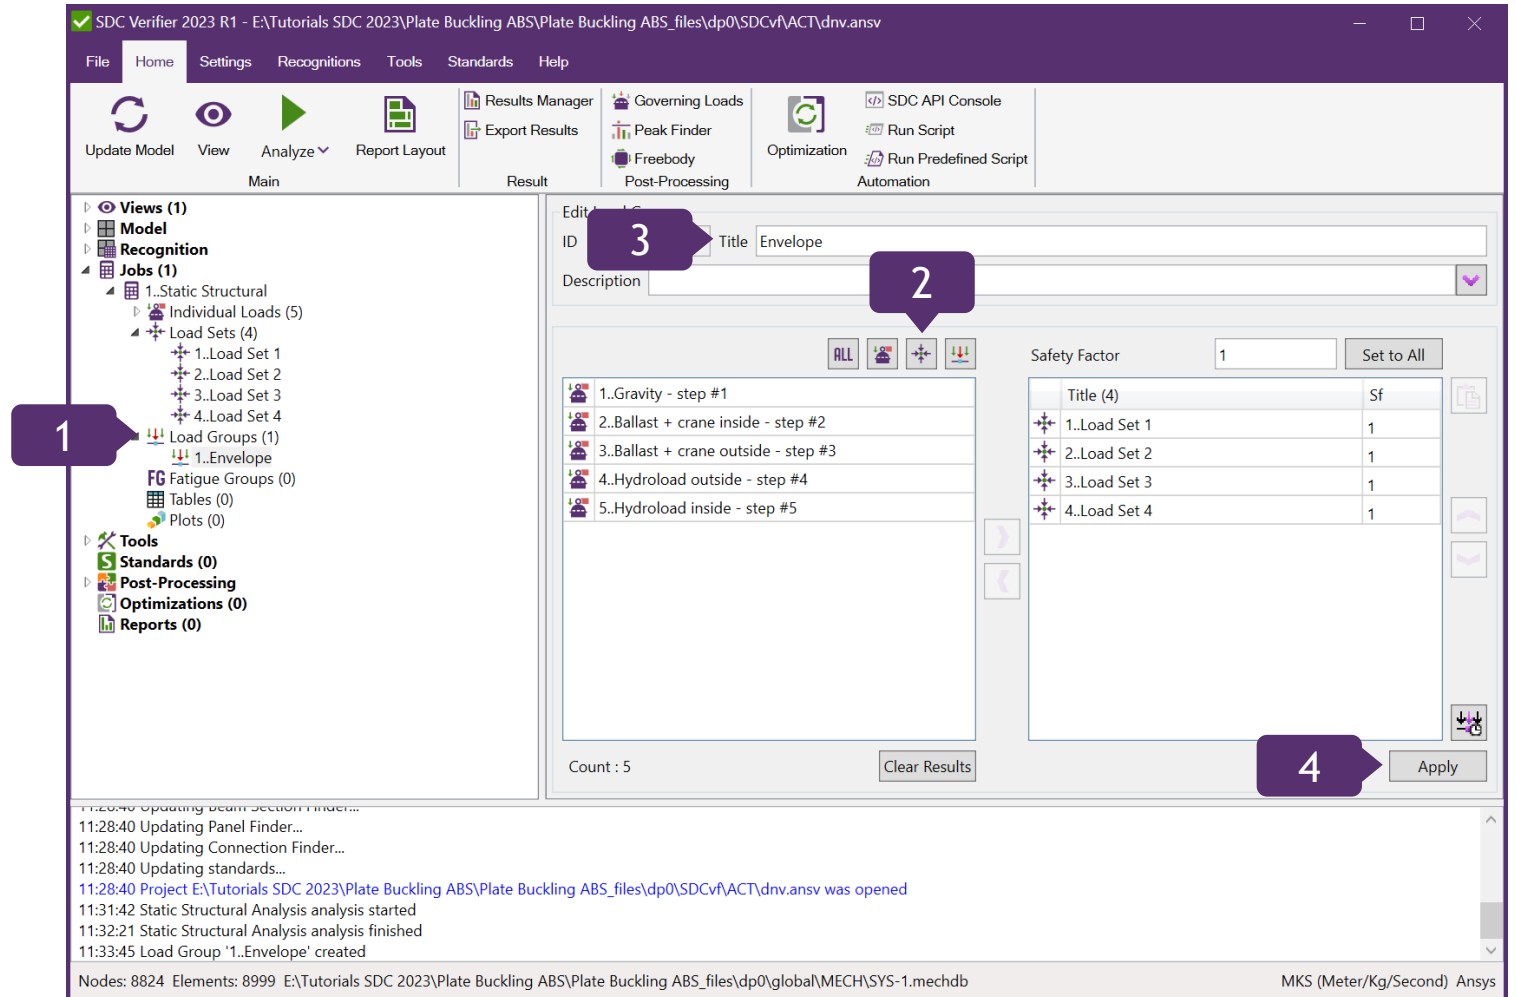 SDC Verifier 2023 R1 - E:\Tutorials SDC 2023\Plate Buckling ABS\Plate Buckling ABS_files\dp0\SDCvf\ACT\dnv.ansv
File Home Settings Recognitions Tools Standards Help
Update Model View Analyze Report Layout
Main
Results Manager
Export Results
Result
Governing Loads
Peak Finder
Freebody
Post-Processing
Optimization
SDC API Console
Run Script
Run Predefined Script
Automation
Views (1)
Model
Recognition
Jobs (1)
1..Static Structural
Individual Loads (5)
Load Sets (4)
1..Load Set 1
2..Load Set 2
3..Load Set 3
4..Load Set 4
1
Load Groups (1)
1..Envelope
FG Fatigue Groups (0)
Tables (0)
Plots (0)
Tools
S Standards (0)
Post-Processing
Optimizations (0)
Reports (0)
Edit
ID 3 Title Envelope
Description
2
ALL
Safety Factor 1 Set to All
1..Gravity - step #1
2..Ballast + crane inside - step #2
3..Ballast + crane outside - step #3
4..Hydroload outside - step #4
5..Hydroload inside - step #5
Title (4) Sf
1..Load Set 1 1
2..Load Set 2 1
3..Load Set 3 1
4..Load Set 4 1
Count : 5 Clear Results
4 Apply
11:28:40 Updating Beam Section Finder...
11:28:40 Updating Panel Finder...
11:28:40 Updating Connection Finder...
11:28:40 Updating standards...
11:28:40 Project E:\Tutorials SDC 2023\Plate Buckling ABS\Plate Buckling ABS_files\dp0\SDCvf\ACT\dnv.ansv was opened
11:31:42 Static Structural Analysis analysis started
11:32:21 Static Structural Analysis analysis finished
11:33:45 Load Group '1..Envelope' created
Nodes: 8824 Elements: 8999 E:\Tutorials SDC 2023\Plate Buckling ABS\Plate Buckling ABS_files\dp0\global\MECH\SYS-1.mechdb
MKS (Meter/Kg/Second) Ansys